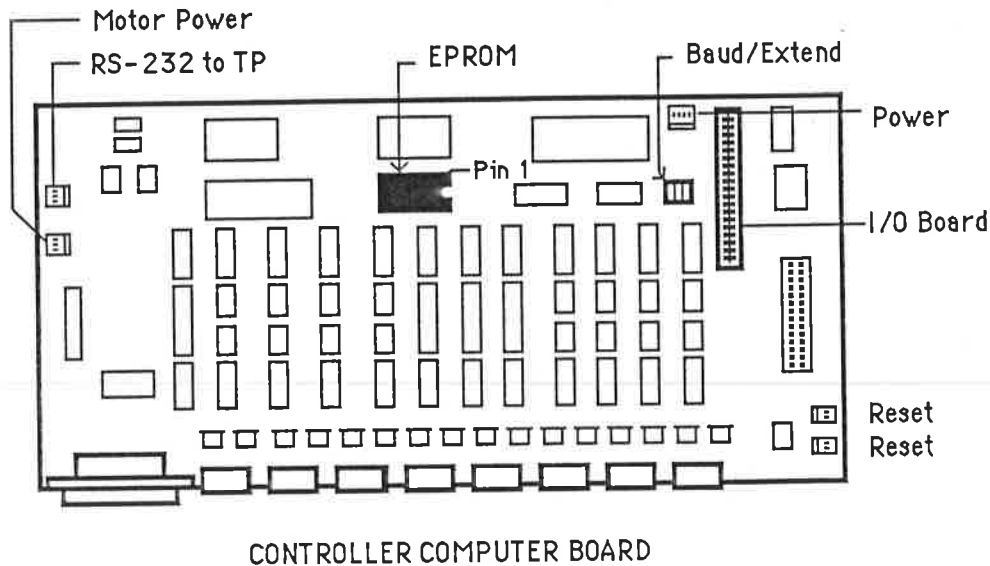 Motor Power
RS-232 to TP
EPROM
Baud/Extend
Power
Pin 1
I/O Board
Reset
Reset
CONTROLLER COMPUTER BOARD